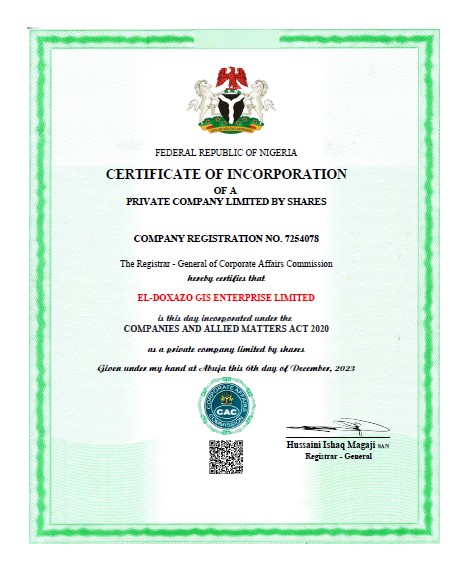 FEDERAL REPUBLIC OF NIGERIA
CERTIFICATE OF INCORPORATION
OF A
PRIVATE COMPANY LIMITED BY SHARES
COMPANY REGISTRATION NO. 7254078
The Registrar - General of Corporate Affairs Commission
hereby certifies that
EL-DOXAZO GIS ENTERPRISE LIMITED
is this day incorporated under the
COMPANIES AND ALLIED MATTERS ACT 2020
as a private company limited by shares
Given under my hand at Abuja this 6th day of December, 2023
CORPORATE AFFAIRS
CAC
COMMISSION
Hussaini Ishaq Magaji SAN
Registrar - General